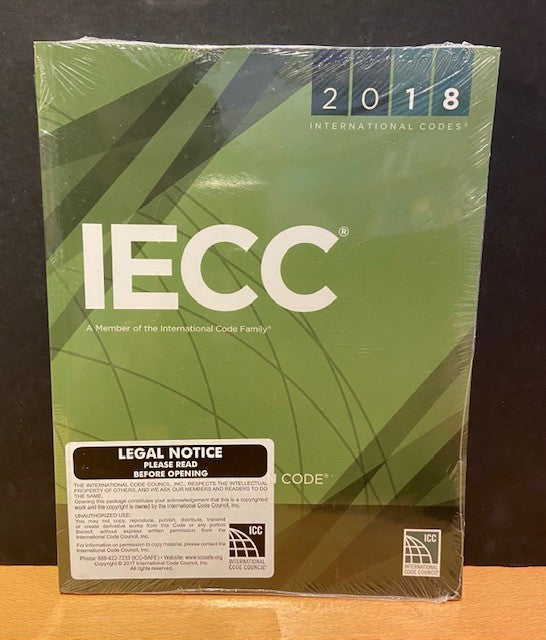 2018
INTERNATIONAL CODES®
IECC®
A Member of the International Code Family®
CODE®
LEGAL NOTICE
PLEASE READ
BEFORE OPENING
THE INTERNATIONAL CODE COUNCIL, INC., RESPECTS THE INTELLECTUAL
PROPERTY OF OTHERS, AND WE ASK OUR MEMBERS AND READERS TO DO
THE SAME.
Opening this package constitutes your acknowledgement that this is a copyrighted
work and the copyright is owned by the International Code Council, Inc.
UNAUTHORIZED USE:
You may not copy, reproduce, publish, distribute, transmit
or create derivative works from this Code or any portion
thereof, without express written permission from the
International Code Council, Inc.
For information on permission to copy material, please contact the
International Code Council, Inc.
Phone: 888-422-7233 (ICC-SAFE) • Website: www.iccsafe.org
Copyright © 2017 International Code Council, Inc.
All rights reserved.
ICC
INTERNATIONAL
CODE COUNCIL®
ICC
INTERNATIONAL
CODE COUNCIL®